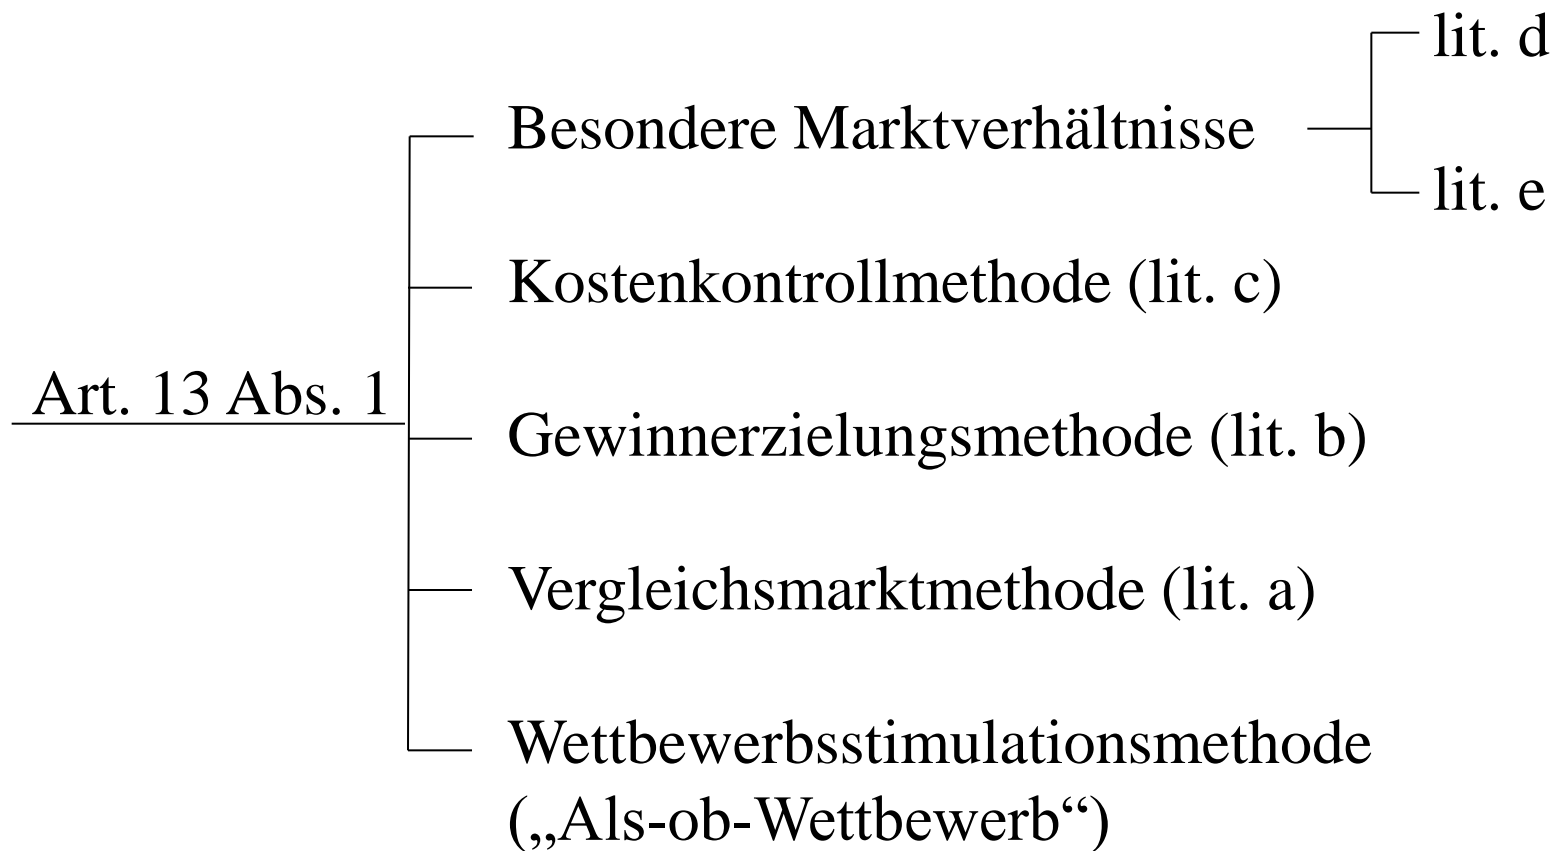 lit. d
Besondere Marktverhältnisse
lit. e
Kostenkontrollmethode (lit. c)
Art. 13 Abs. 1
Gewinnerzielungsmethode (lit. b)
Vergleichsmarktmethode (lit. a)
Wettbewerbsstimulationsmethode
(„Als-ob-Wettbewerb“)